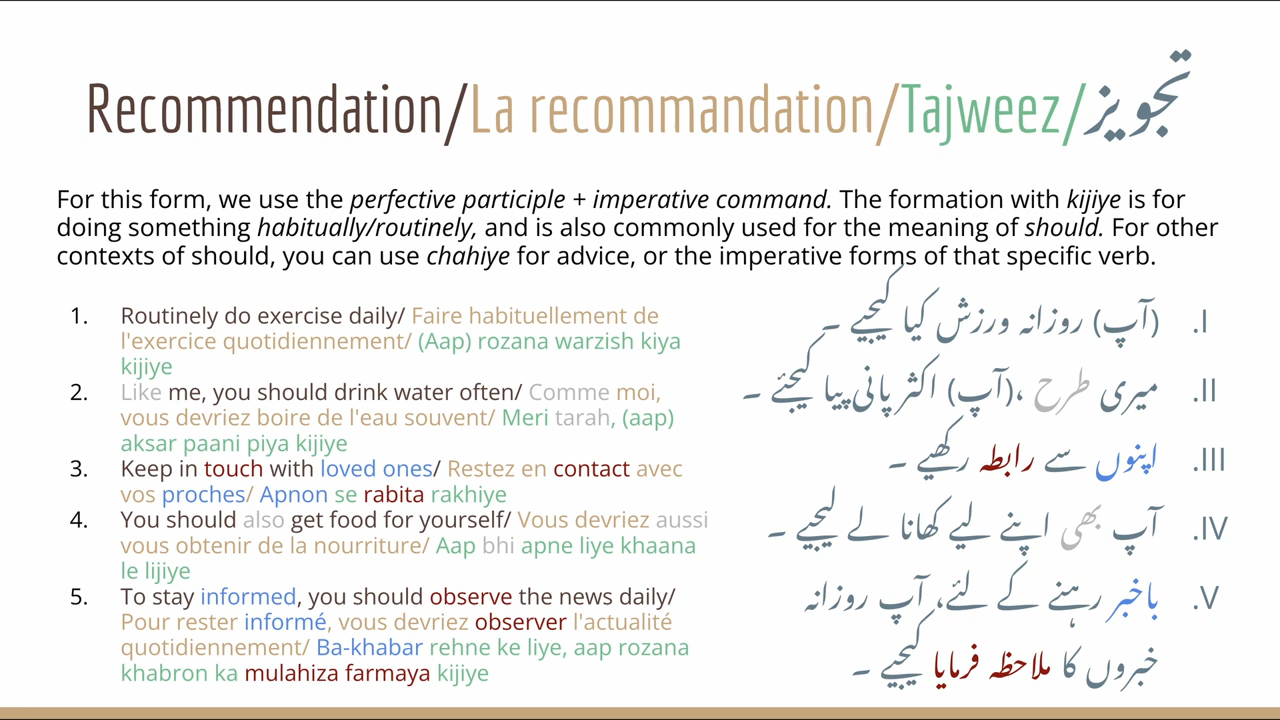 Recommendation/La recommandation/Tajweez/تجویز
For this form, we use the perfective participle + imperative command. The formation with kijiye is for
doing something habitually/routinely, and is also commonly used for the meaning of should. For other
contexts of should, you can use chahiye for advice, or the imperative forms of that specific verb.
1. Routinely do exercise daily/ Faire habituellement de
l'exercice quotidiennement/ (Aap) rozana warzish kiya
kijiye
2. Like me, you should drink water often/ Comme moi,
vous devriez boire de l'eau souvent/ Meri tarah, (aap)
aksar paani piya kijiye
3. Keep in touch with loved ones/ Restez en contact avec
vos proches/ Apnon se rabita rakhiye
4. You should also get food for yourself/ Vous devriez aussi
vous obtenir de la nourriture/ Aap bhi apne liye khaana
le lijiye
5. To stay informed, you should observe the news daily/
Pour rester informé, vous devriez observer l'actualité
quotidiennement/ Ba-khabar rehne ke liye, aap rozana
khabron ka mulahiza farmaya kijiye
I. (آپ) روزانہ ورزش کیا کیجیے ۔
II. میری طرح ،(آپ) اکثر پانی پیا کیجئے ۔
III. اپنوں سے رابطہ رکھیے ۔
IV. آپ بھی اپنے لیے کھانا لے لیجیے ۔
V. باخبر رہنے کے لئے، آپ روزانہ
خبروں کا ملاحظہ فرمایا کیجیے ۔